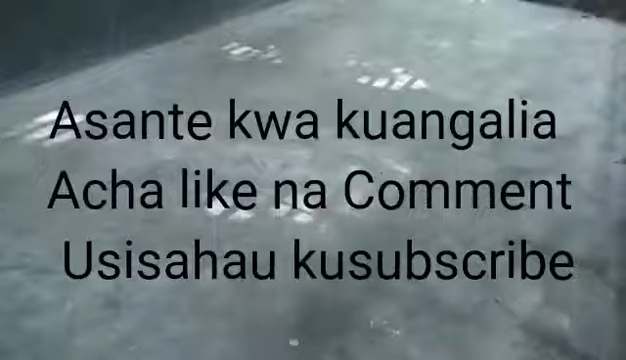 Asante kwa kuangalia
Acha like na Comment
Usisahau kusubscribe